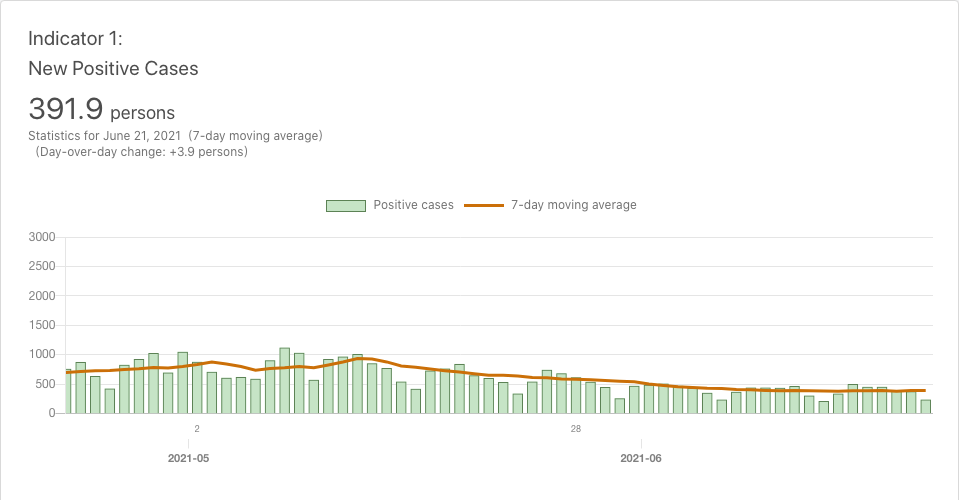 Indicator 1:
New Positive Cases
391.9 persons
Statistics for June 21, 2021 (7-day moving average)
(Day-over-day change: +3.9 persons)
Positive cases 7-day moving average
3000
2500
2000
1500
1000
500
0
2 28
2021-05 2021-06